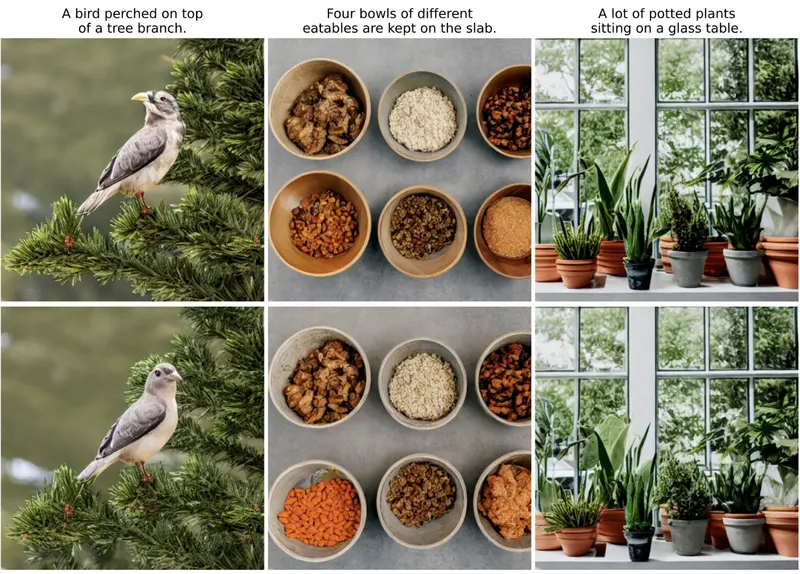 A bird perched on top
of a tree branch.
Four bowls of different
eatables are kept on the slab.
A lot of potted plants
sitting on a glass table.